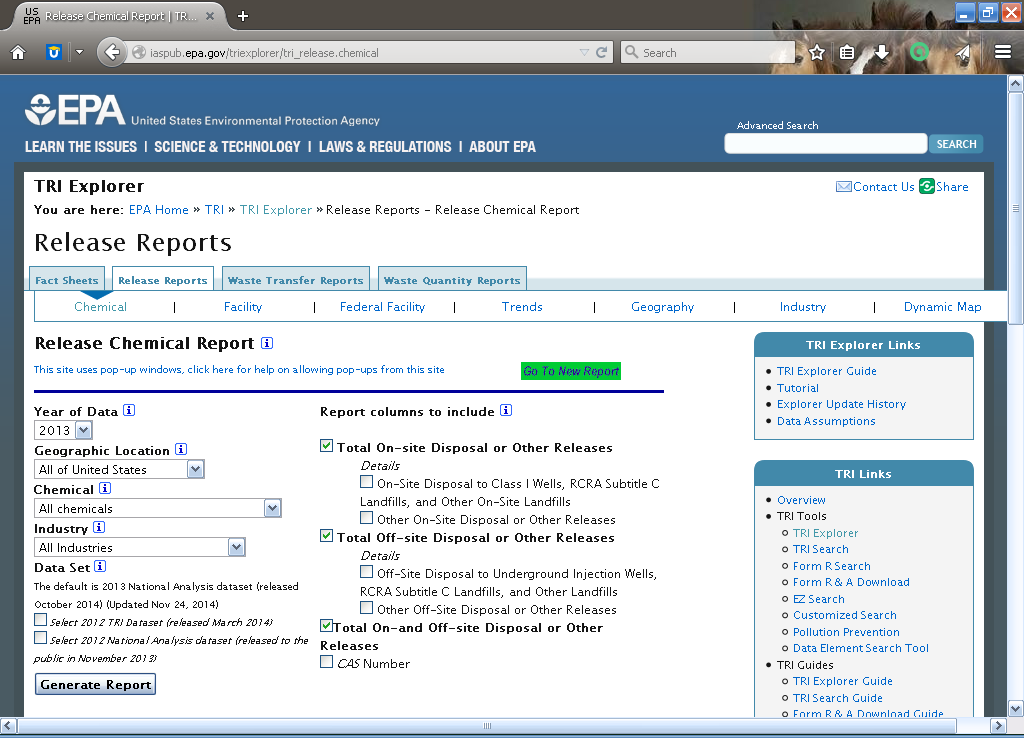 US EPA Release Chemical Report | TR...
iaspub.epa.gov/triexplorer/tri_release.chemical
Search
EPA United States Environmental Protection Agency
Advanced Search
LEARN THE ISSUES | SCIENCE & TECHNOLOGY | LAWS & REGULATIONS | ABOUT EPA
SEARCH
TRI Explorer
Contact Us Share
You are here: EPA Home » TRI » TRI Explorer » Release Reports - Release Chemical Report
Release Reports
Fact Sheets Release Reports Waste Transfer Reports Waste Quantity Reports
Chemical | Facility | Federal Facility | Trends | Geography | Industry | Dynamic Map
Release Chemical Report
This site uses pop-up windows, click here for help on allowing pop-ups from this site
Go To New Report
Year of Data
2013
Geographic Location
All of United States
Chemical
All chemicals
Industry
All Industries
Data Set
The default is 2013 National Analysis dataset (released
October 2014) (Updated Nov 24, 2014)
Select 2012 TRI Dataset (released March 2014)
Select 2012 National Analysis dataset (released to the
public in November 2013)
Generate Report
Report columns to include
Total On-site Disposal or Other Releases
Details
On-Site Disposal to Class I Wells, RCRA Subtitle C
Landfills, and Other On-Site Landfills
Other On-Site Disposal or Other Releases
Total Off-site Disposal or Other Releases
Details
Off-Site Disposal to Underground Injection Wells,
RCRA Subtitle C Landfills, and Other Landfills
Other Off-Site Disposal or Other Releases
Total On-and Off-site Disposal or Other
Releases
CAS Number
TRI Explorer Links
TRI Explorer Guide
Tutorial
Explorer Update History
Data Assumptions
TRI Links
Overview
TRI Tools
TRI Explorer
TRI Search
Form R Search
Form R & A Download
EZ Search
Customized Search
Pollution Prevention
Data Element Search Tool
TRI Guides
TRI Explorer Guide
TRI Search Guide
Form R & A Download Guide